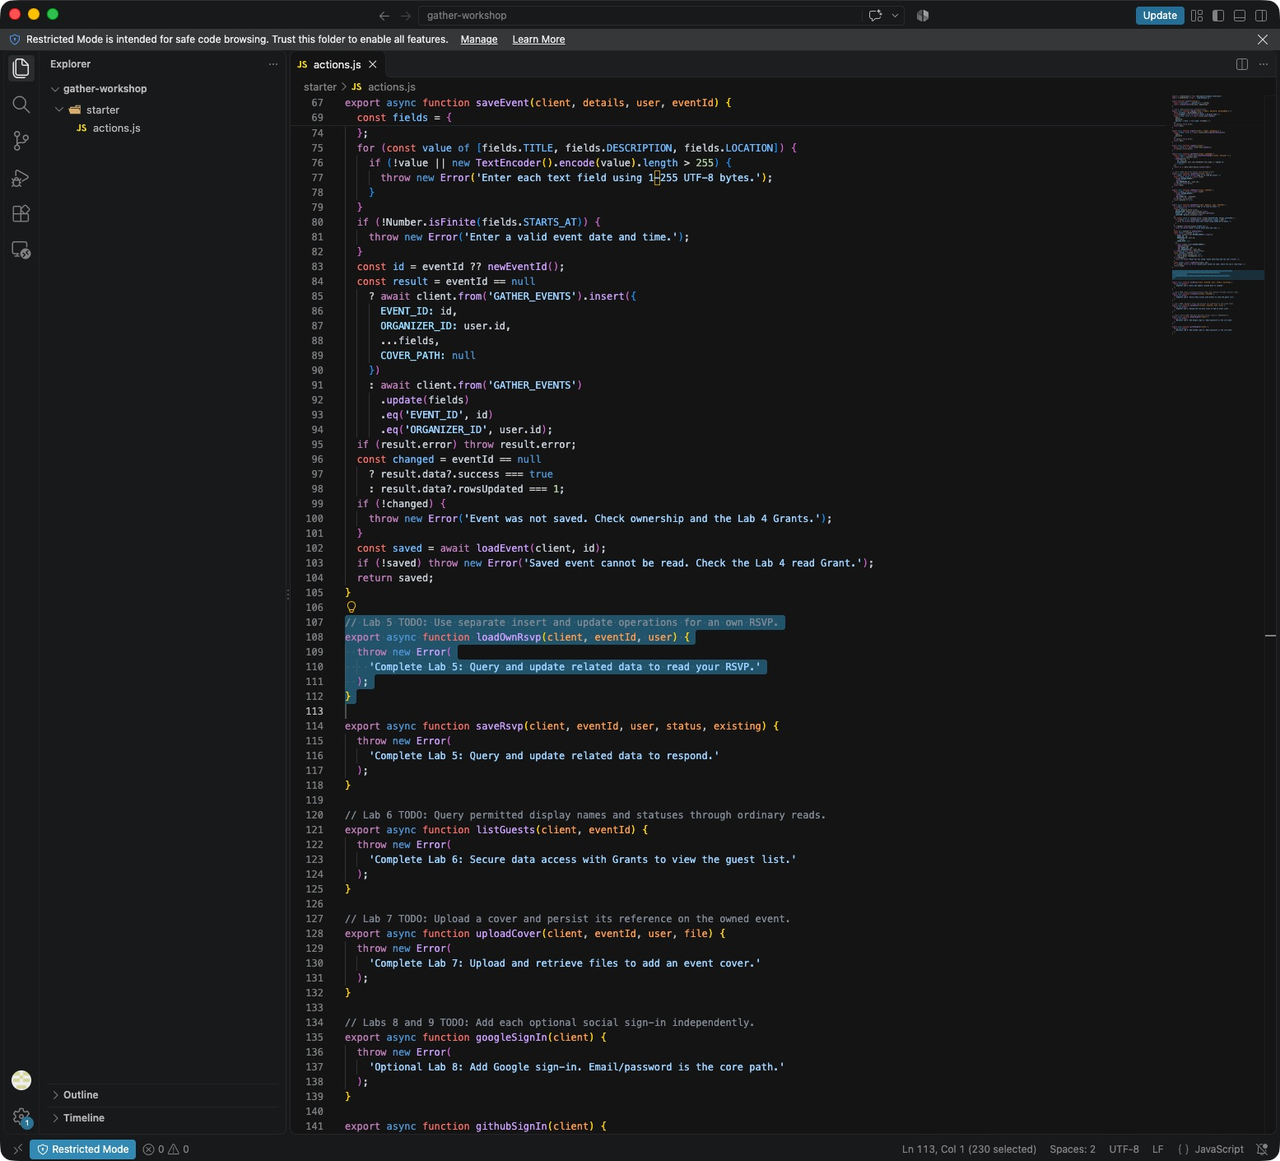 gather-workshop
Update
Restricted Mode is intended for safe code browsing. Trust this folder to enable all features. Manage Learn More
Explorer
gather-workshop
starter
JS actions.js
JS actions.js
starter > JS actions.js
67 export async function saveEvent(client, details, user, eventId) {
69 const fields = {
74 };
75 for (const value of [fields.TITLE, fields.DESCRIPTION, fields.LOCATION]) {
76 if (!value || new TextEncoder().encode(value).length > 255) {
77 throw new Error('Enter each text field using 1–255 UTF-8 bytes.');
78 }
79 }
80 if (!Number.isFinite(fields.STARTS_AT)) {
81 throw new Error('Enter a valid event date and time.');
82 }
83 const id = eventId ?? newEventId();
84 const result = eventId == null
85 ? await client.from('GATHER_EVENTS').insert({
86 EVENT_ID: id,
87 ORGANIZER_ID: user.id,
88 ...fields,
89 COVER_PATH: null
90 })
91 : await client.from('GATHER_EVENTS')
92 .update(fields)
93 .eq('EVENT_ID', id)
94 .eq('ORGANIZER_ID', user.id);
95 if (result.error) throw result.error;
96 const changed = eventId == null
97 ? result.data?.success === true
98 : result.data?.rowsUpdated === 1;
99 if (!changed) {
100 throw new Error('Event was not saved. Check ownership and the Lab 4 Grants.');
101 }
102 const saved = await loadEvent(client, id);
103 if (!saved) throw new Error('Saved event cannot be read. Check the Lab 4 read Grant.');
104 return saved;
105 }
106
107 // Lab 5 TODO: Use separate insert and update operations for an own RSVP.
108 export async function loadOwnRsvp(client, eventId, user) {
109 throw new Error(
110 'Complete Lab 5: Query and update related data to read your RSVP.'
111 );
112 }
113
114 export async function saveRsvp(client, eventId, user, status, existing) {
115 throw new Error(
116 'Complete Lab 5: Query and update related data to respond.'
117 );
118 }
119
120 // Lab 6 TODO: Query permitted display names and statuses through ordinary reads.
121 export async function listGuests(client, eventId) {
122 throw new Error(
123 'Complete Lab 6: Secure data access with Grants to view the guest list.'
124 );
125 }
126
127 // Lab 7 TODO: Upload a cover and persist its reference on the owned event.
128 export async function uploadCover(client, eventId, user, file) {
129 throw new Error(
130 'Complete Lab 7: Upload and retrieve files to add an event cover.'
131 );
132 }
133
134 // Labs 8 and 9 TODO: Add each optional social sign-in independently.
135 export async function googleSignIn(client) {
136 throw new Error(
137 'Optional Lab 8: Add Google sign-in. Email/password is the core path.'
138 );
139 }
140
141 export async function githubSignIn(client) {
Outline
Timeline
1
Restricted Mode 0 0 Ln 113, Col 1 (230 selected) Spaces: 2 UTF-8 LF { } JavaScript